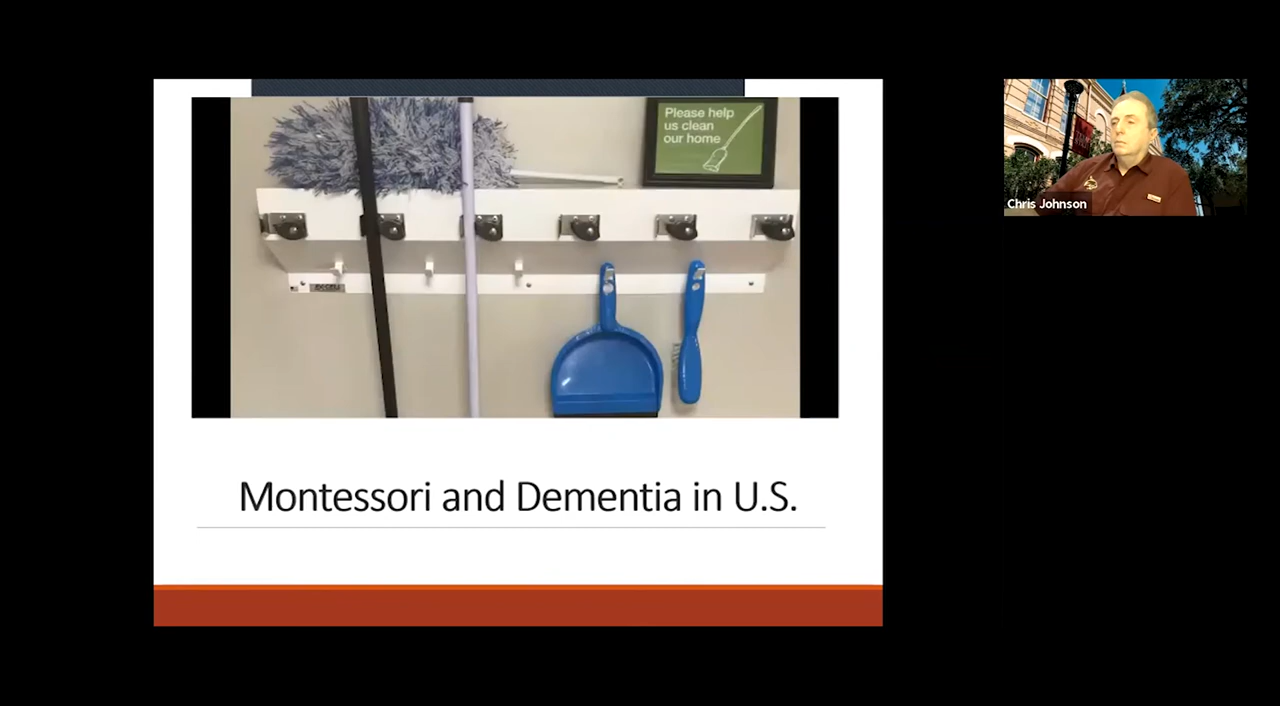 Please help
us clean
our home
Montessori and Dementia in U.S.
Chris Johnson